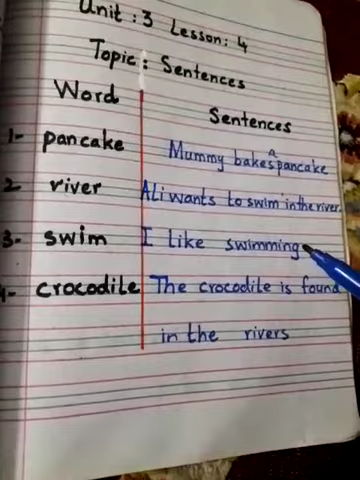 Unit : 3 Lesson: 4
Topic : Sentences
Word Sentences
1- pancake Mummy bakes a pancake
2 river Ali wants to swim in the river.
3- swim I like swimming
4- crocodile The crocodile is found
in the rivers